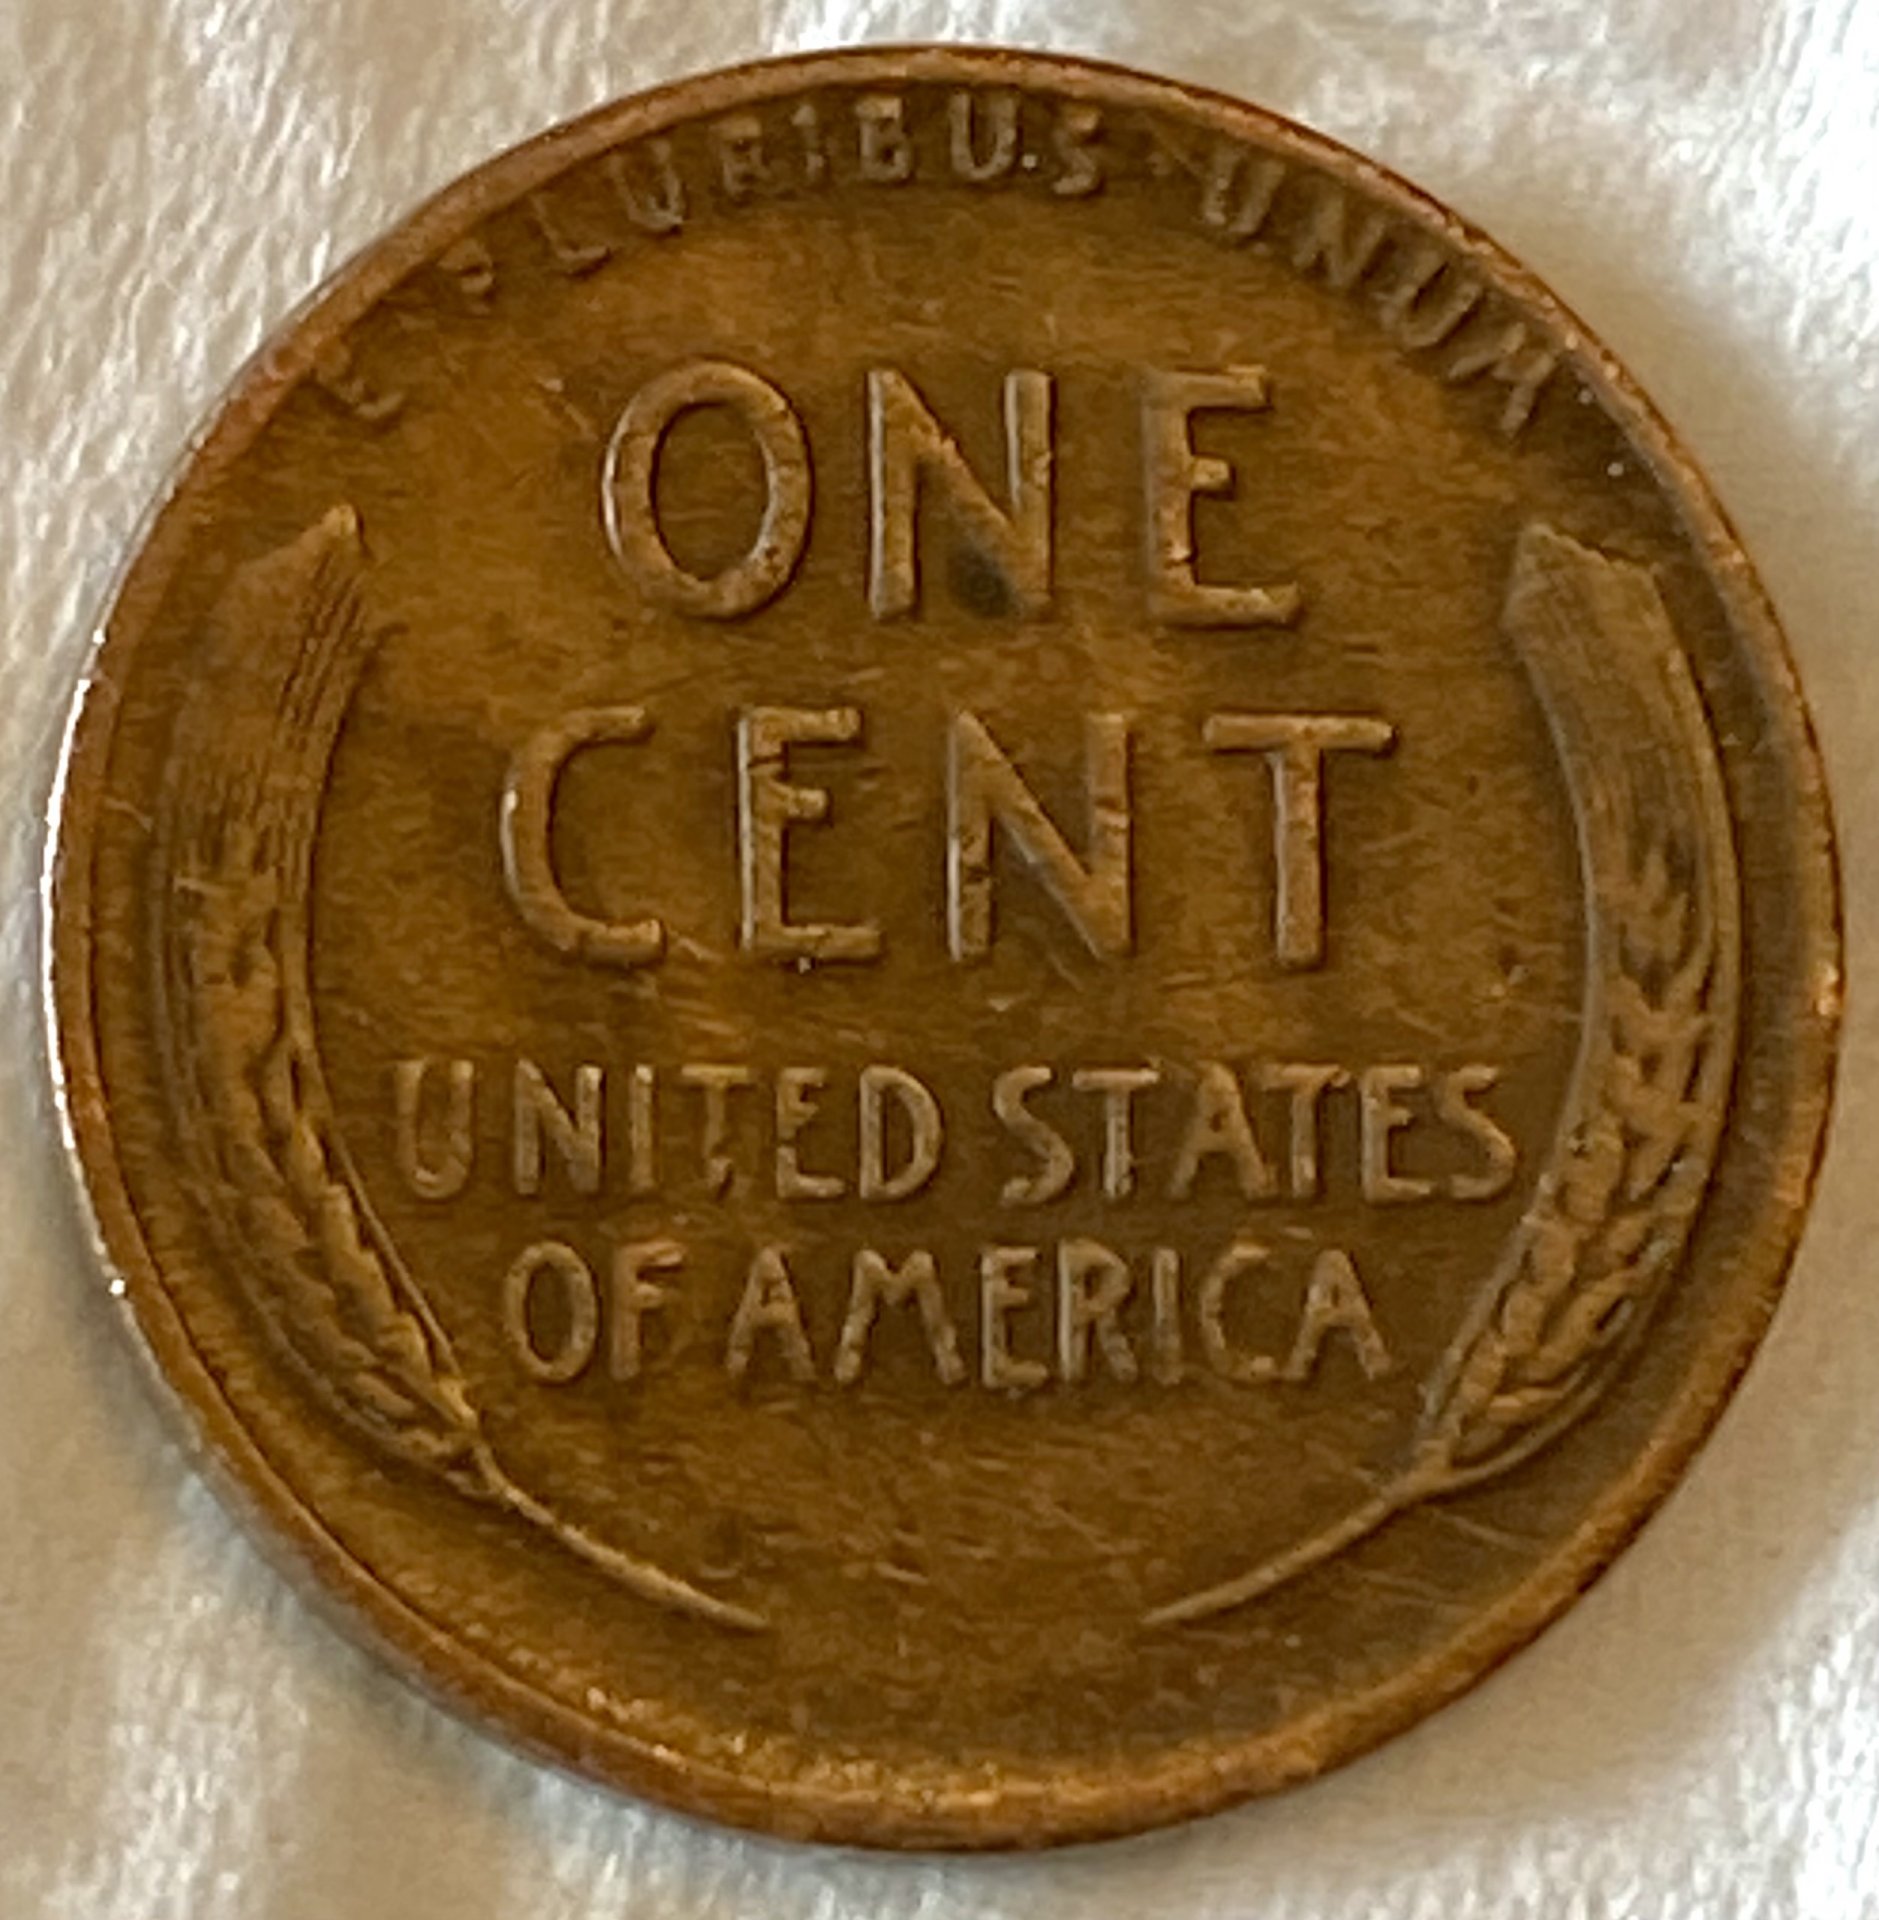 E·PLURIBUS·UNUM
ONE
CENT
UNITED STATES
OF AMERICA